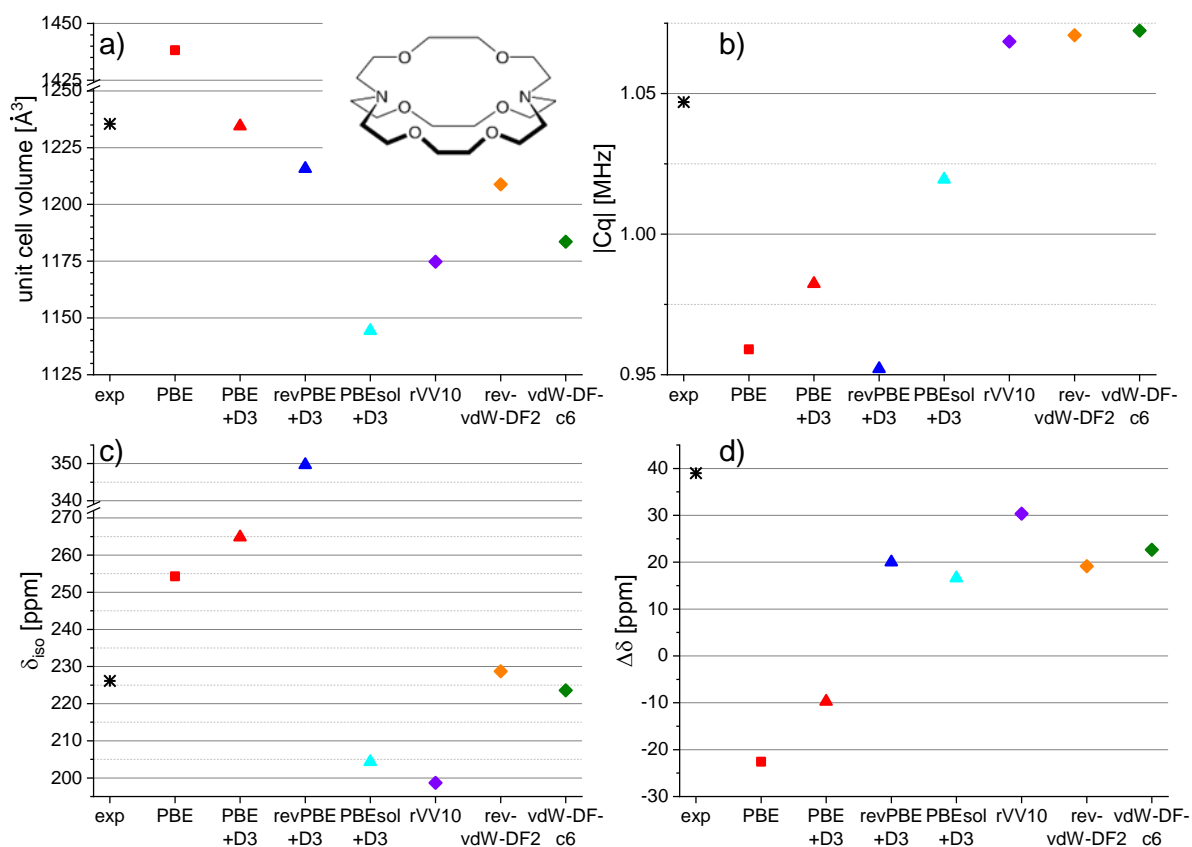 a)
unit cell volume [Å³]
1450
1425
1250
1225
1200
1175
1150
1125
O
O
N
N
O
O
O
O
exp
PBE
PBE
+D3
revPBE
+D3
PBEsol
+D3
rVV10
rev-
vdW-DF2
vdW-DF-
c6
b)
|Cq| [MHz]
1.05
1.00
0.95
exp
PBE
PBE
+D3
revPBE
+D3
PBEsol
+D3
rVV10
rev-
vdW-DF2
vdW-DF-
c6
c)
δiso [ppm]
350
340
270
260
250
240
230
220
210
200
exp
PBE
PBE
+D3
revPBE
+D3
PBEsol
+D3
rVV10
rev-
vdW-DF2
vdW-DF-
c6
d)
Δδ [ppm]
40
30
20
10
0
-10
-20
-30
exp
PBE
PBE
+D3
revPBE
+D3
PBEsol
+D3
rVV10
rev-
vdW-DF2
vdW-DF-
c6